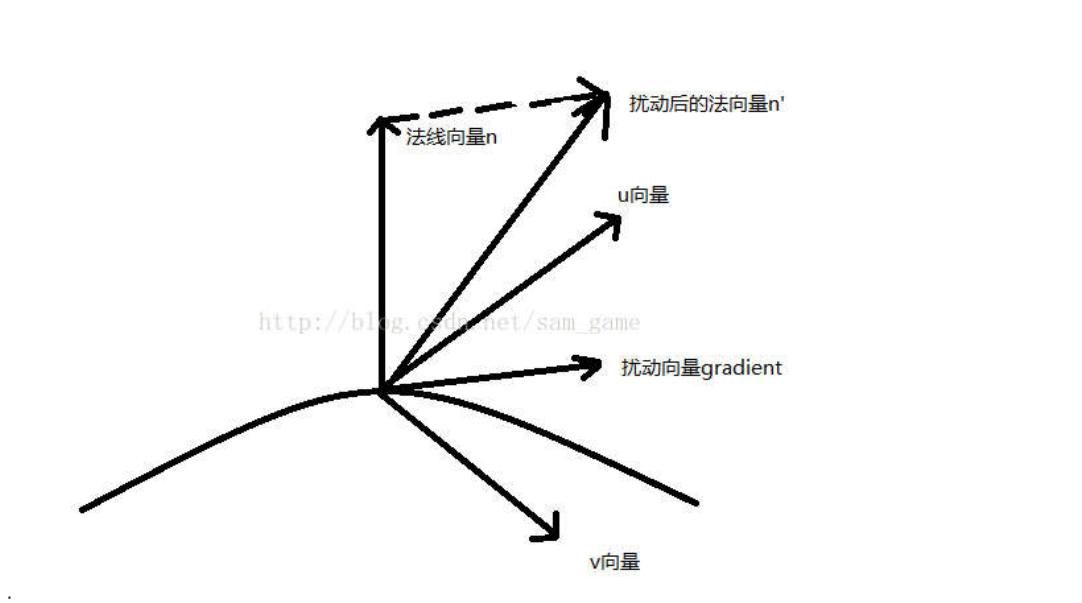 扰动后的法向量n'
法线向量n
u向量
http://blog.csdn.net/sam_game
扰动向量gradient
v向量